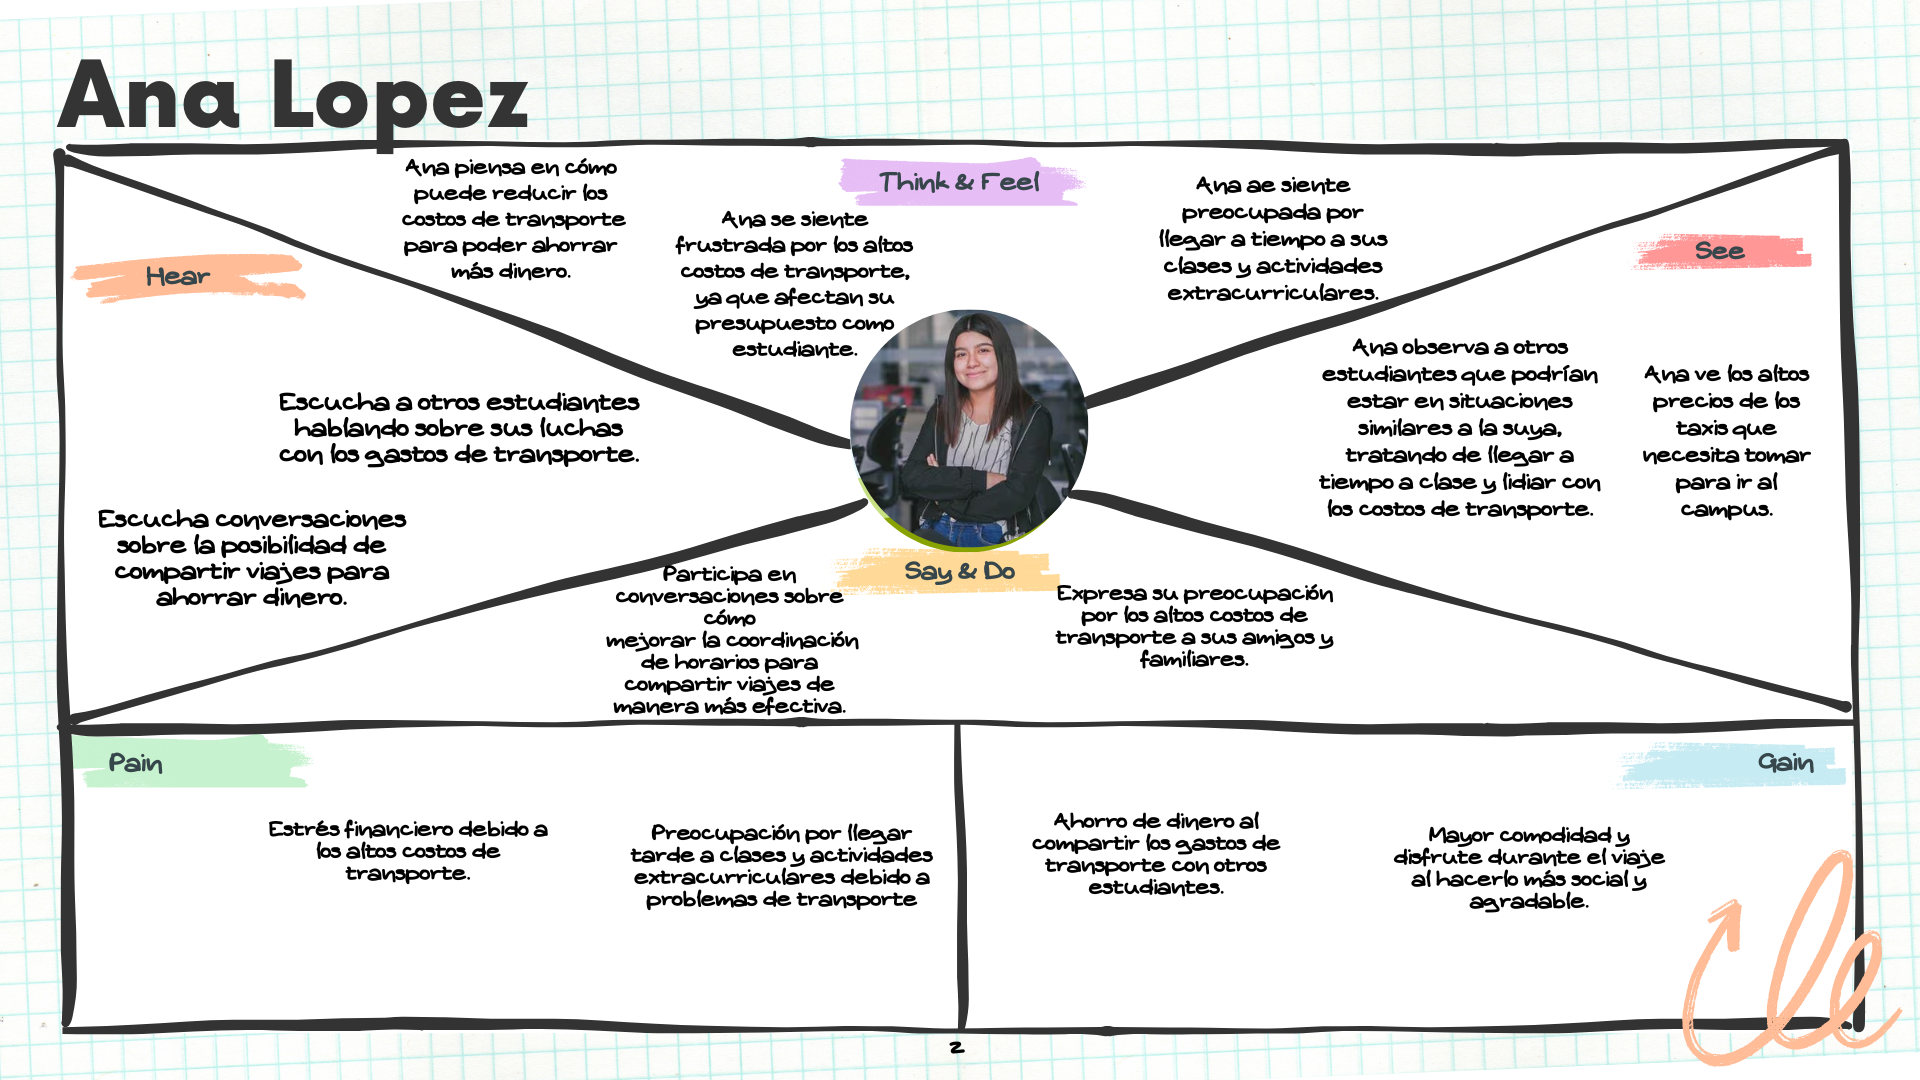 Ana Lopez
Think & Feel
Ana piensa en cómo
puede reducir los
costos de transporte
para poder ahorrar
más dinero.
Ana se siente
frustrada por los altos
costos de transporte,
ya que afectan su
presupuesto como
estudiante.
Ana ae siente
preocupada por
llegar a tiempo a sus
clases y actividades
extracurriculares.
Hear
Escucha a otros estudiantes
hablando sobre sus luchas
con los gastos de transporte.
Escucha conversaciones
sobre la posibilidad de
compartir viajes para
ahorrar dinero.
See
Ana observa a otros
estudiantes que podrían
estar en situaciones
similares a la suya,
tratando de llegar a
tiempo a clase y lidiar con
los costos de transporte.
Ana ve los altos
precios de los
taxis que
necesita tomar
para ir al
campus.
Say & Do
Participa en
conversaciones sobre
cómo
mejorar la coordinación
de horarios para
compartir viajes de
manera más efectiva.
Expresa su preocupación
por los altos costos de
transporte a sus amigos y
familiares.
Pain
Estrés financiero debido a
los altos costos de
transporte.
Preocupación por llegar
tarde a clases y actividades
extracurriculares debido a
problemas de transporte
Gain
Ahorro de dinero al
compartir los gastos de
transporte con otros
estudiantes.
Mayor comodidad y
disfrute durante el viaje
al hacerlo más social y
agradable.
2